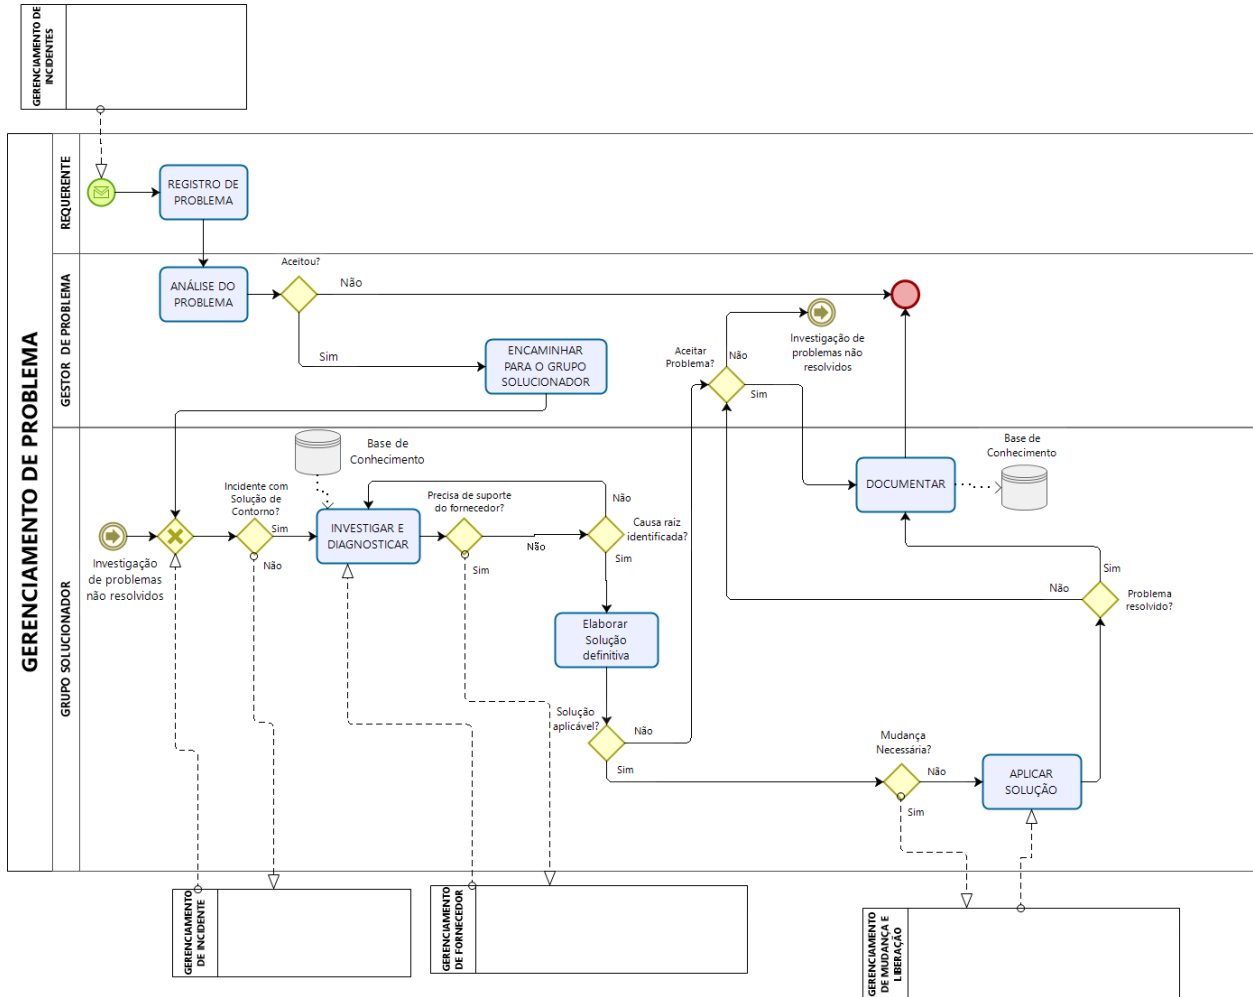 GERENCIAMENTO DE
INCIDENTES
GERENCIAMENTO DE PROBLEMA
REQUERENTE
REGISTRO DE
PROBLEMA
GESTOR DE PROBLEMA
ANÁLISE DO
PROBLEMA
Aceitou?
Não
Sim
ENCAMINHAR
PARA O GRUPO
SOLUCIONADOR
Aceitar
Problema?
Não
Sim
Investigação de
problemas não
resolvidos
GRUPO SOLUCIONADOR
Investigação
de problemas
não resolvidos
Incidente com
Solução de
Contorno?
Sim
Não
Base de
Conhecimento
INVESTIGAR E
DIAGNOSTICAR
Precisa de suporte
do fornecedor?
Não
Sim
Não
Causa raiz
identificada?
Sim
Elaborar
Solução
definitiva
Solução
aplicável?
Não
Sim
DOCUMENTAR
Base de
Conhecimento
Sim
Não
Problema
resolvido?
Mudança
Necessária?
Não
Sim
APLICAR
SOLUÇÃO
GERENCIAMENTO
DE INCIDENTE
GERENCIAMENTO
DE FORNECEDOR
GERENCIAMENTO
DE MUDANÇA E
LIBERAÇÃO